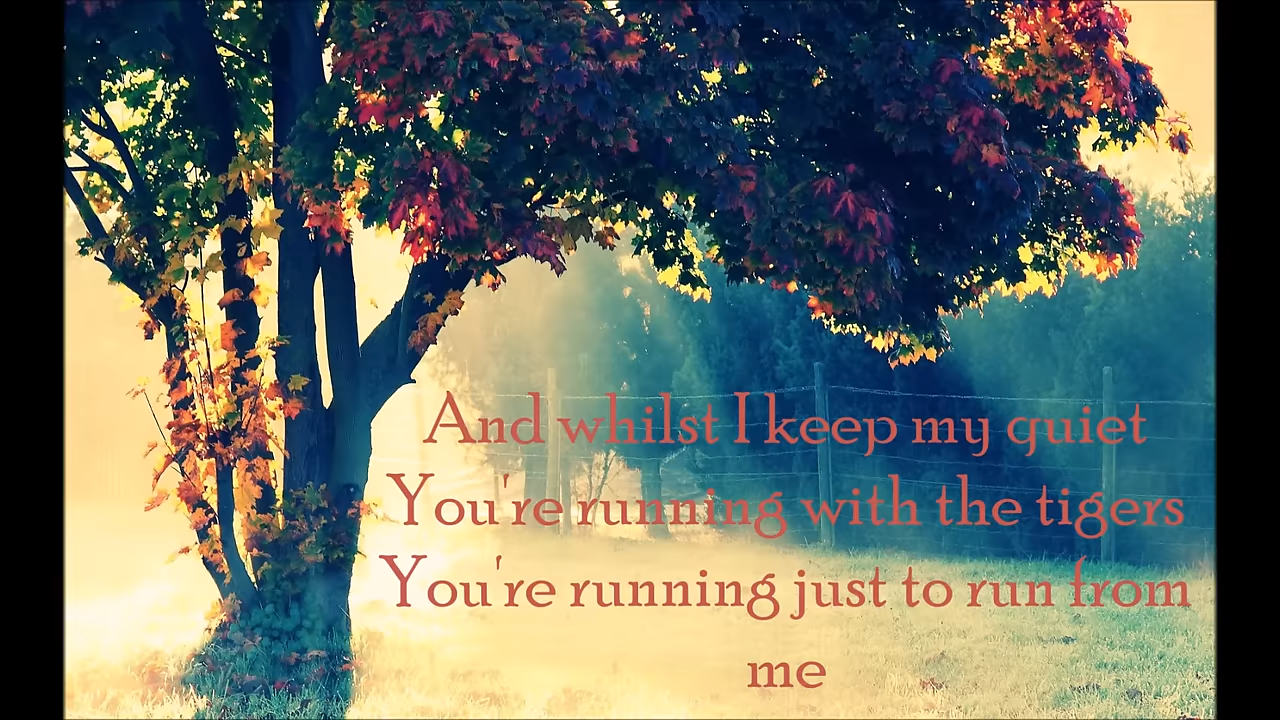 And whilst I keep my quiet
You're running with the tigers
You're running just to run from
me